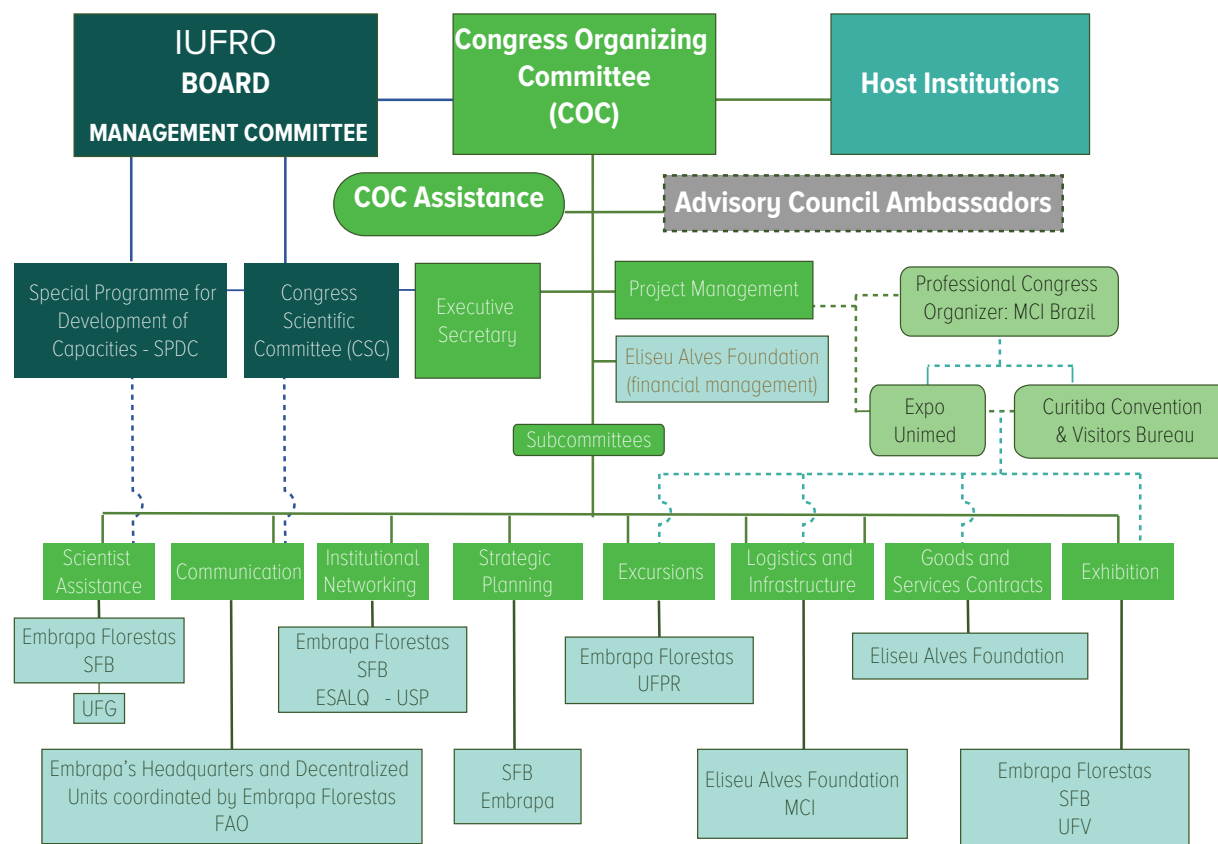 IUFRO
BOARD
MANAGEMENT COMMITTEE
Congress Organizing
Committee
(COC)
Host Institutions
COC Assistance
Advisory Council Ambassadors
Special Programme for
Development of
Capacities - SPDC
Congress
Scientific
Committee (CSC)
Executive
Secretary
Project Management
Professional Congress
Organizer: MCI Brazil
Eliseu Alves Foundation
(financial management)
Expo
Unimed
Curitiba Convention
& Visitors Bureau
Subcommittees
Scientist
Assistance
Communication
Institutional
Networking
Strategic
Planning
Excursions
Logistics and
Infrastructure
Goods and
Services Contracts
Exhibition
Embrapa Florestas
SFB
UFG
Embrapa Florestas
SFB
ESALQ - USP
Embrapa Florestas
UFPR
Eliseu Alves Foundation
Embrapa's Headquarters and Decentralized
Units coordinated by Embrapa Florestas
FAO
SFB
Embrapa
Eliseu Alves Foundation
MCI
Embrapa Florestas
SFB
UFV